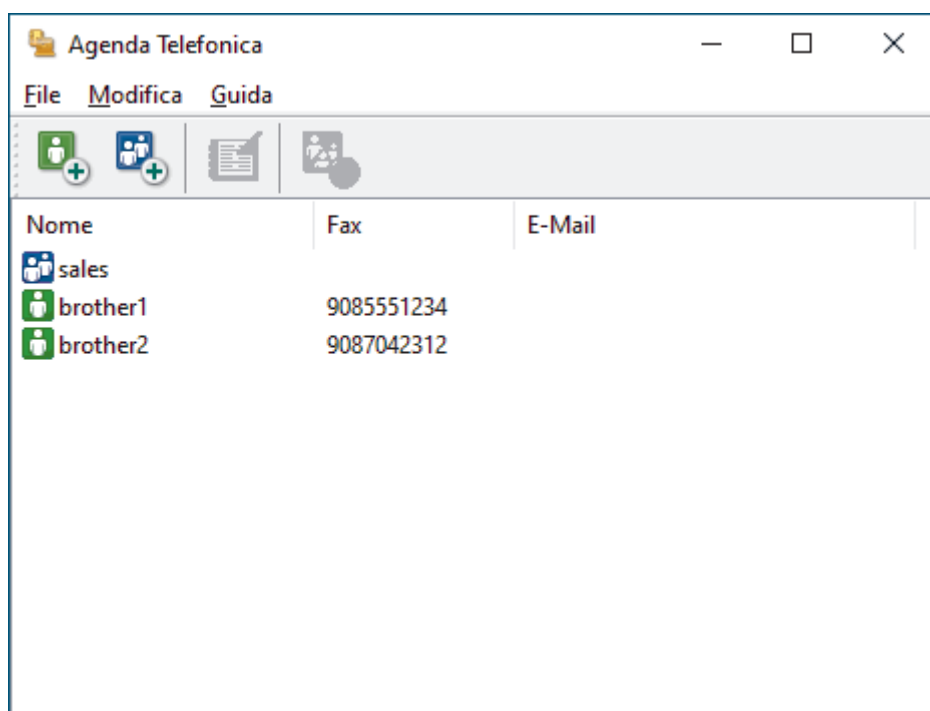 Agenda Telefonica
File Modifica Guida
Nome Fax E-Mail
sales
brother1 9085551234
brother2 9087042312